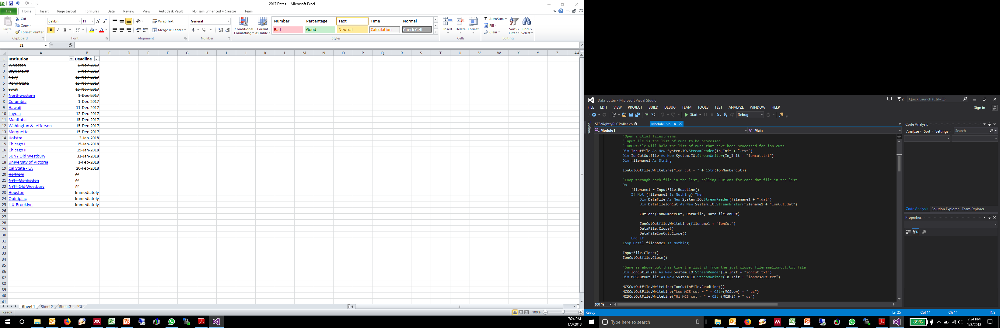 2017 Dates - Microsoft Excel
File Home Insert Page Layout Formulas Data Review View Autodesk Vault PDFsam Enhanced 4 Creator Team
Paste
Cut
Copy
Format Painter
Clipboard
Calibri 11
B I U
Font
Wrap Text
Merge & Center
Alignment
General
$ % ,
Number
Conditional Formatting
Format as Table
Number Percentage Text Time Normal
Bad Good Neutral Calculation Check Cell
Styles
Insert Delete Format
Cells
AutoSum
Fill
Clear
Sort & Filter
Find & Select
Editing
J1 fx
A B C D E F G H I J K L M N O P Q R S T U V W X Y Z AA
1 Institution Deadline
2 Wheaton 1-Nov-2017
3 Bryn Mawr 6-Nov-2017
4 Navy 15-Nov-2017
5 Penn State 15-Nov-2017
6 Swat 15-Nov-2017
7 Northwestern 1-Dec-2017
8 Columbia 1-Dec-2017
9 Hawaii 11-Dec-2017
10 Loyola 12-Dec-2017
11 Manitoba 15-Dec-2017
12 Wahington & Jefferson 15-Dec-2017
13 Marquette 15-Dec-2017
14 Hofstra 2-Jan-2018
15 Chicago I 15-Jan-2018
16 Chicago II 15-Jan-2018
17 SUNY Old Westbury 31-Jan-2018
18 University of Victoria 1-Feb-2018
19 Cal State - LA 20-Feb-2018
20 Hartford ??
21 NYIT-Manhattan ??
22 NYIT-Old Westbury ??
23 Houston Immediately
24 Quinipiac Immediately
25 LIU-Brooklyn Immediately
26
27
28
29
30
31
32
33
34
35
36
37
38
39
40
41
Sheet1 Sheet2 Sheet3
Ready 100%
7:24 PM
1/3/2018
Data_cutter - Microsoft Visual Studio
2 Quick Launch (Ctrl+Q)
FILE EDIT VIEW PROJECT BUILD DEBUG TEAM TOOLS TEST ANALYZE WINDOW HELP
Sign in
Start Debug
Toolbox
SFSNightlyPLCPoller.vb Module1.vb
Module1 Main
'Open initial filestreams.
'InputFile is the list of runs to be processed.
'IonCutFile will hold the list of runs that have been processed for ion cuts
Dim InputFile As New System.IO.StreamReader(In_Init + ".txt")
Dim IonCutOutfile As New System.IO.StreamWriter(In_Init + "ioncut.txt")
Dim filename1 As String
IonCutOutfile.WriteLine("Ion cut = " + CStr(IonNumberCut))
'Loop through each file in the list, calling CutIons for each dat file in the list
Do
filename1 = InputFile.ReadLine()
If Not (filename1 Is Nothing) Then
Dim DataFile As New System.IO.StreamReader(filename1 + ".dat")
Dim DataFileIonCut As New System.IO.StreamWriter(filename1 + "IonCut.dat")
CutIons(IonNumberCut, DataFile, DataFileIonCut)
IonCutOutfile.WriteLine(filename1 + "IonCut")
DataFile.Close()
DataFileIonCut.Close()
End If
Loop Until filename1 Is Nothing
InputFile.Close()
IonCutOutfile.Close()
'Same as above but this time the list if from the just closed filename1ioncut.txt file
Dim IonCutInFile As New System.IO.StreamReader(In_Init + "ioncut.txt")
Dim MCSCutOutFile As New System.IO.StreamWriter(In_Init + "ionmcscut.txt")
MCSCutOutFile.WriteLine(IonCutInFile.ReadLine())
MCSCutOutFile.WriteLine("Low MCS cut = " + CStr(MCSLow) + " us")
MCSCutOutFile.WriteLine("Hi MCS cut = " + CStr(MCSHi) + " us")
100 %
Code Analysis
Analyze Sort Settings Search
Code Analysis Solution Explorer Team Explorer
Properties
Ready Ln 25 Col 14 Ch 14 INS
Type here to search
89%
7:24 PM
1/3/2018